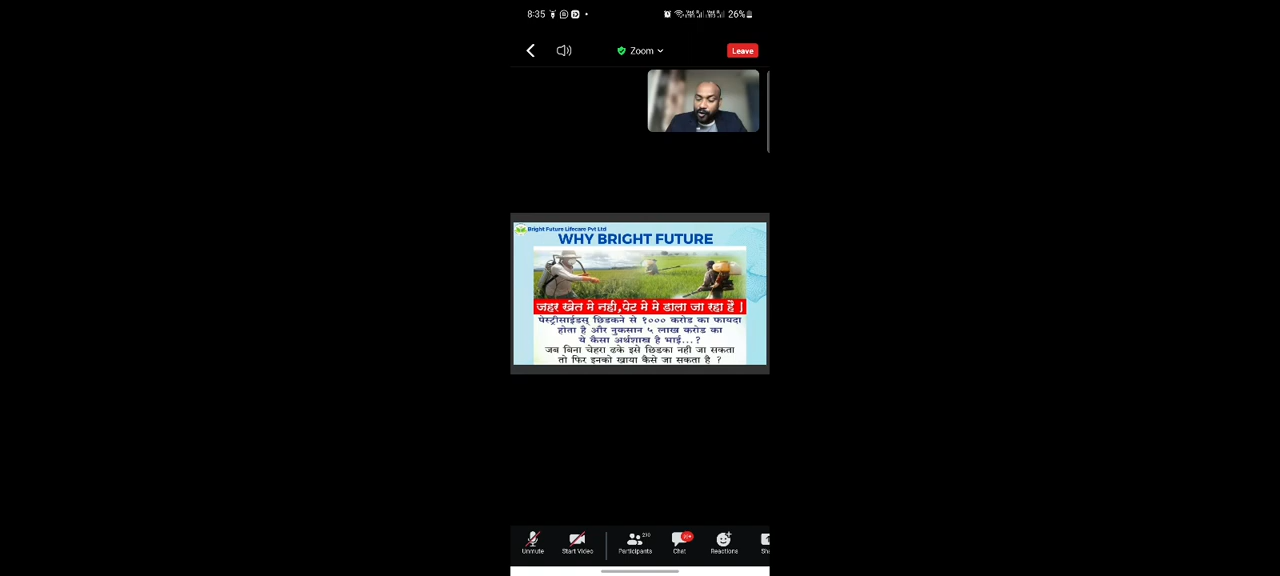 8:35
26%
Zoom
Leave
Bright Future Lifecare Pvt Ltd
WHY BRIGHT FUTURE
जहर खेत मे नही,पेट मे मे डाला जा रहा है ।
पेस्ट्रीसाईडस् छिडकने से १००० करोड का फायदा
होता है और नुकसान ५ लाख करोड का
ये कैसा अर्थशास्त्र है भाई...?
जब बिना चेहरा ढके इसे छिडका नही जा सकता
तो फिर इनको खाया कैसे जा सकता है ?
Unmute
Start Video
Participants
Chat
Reactions